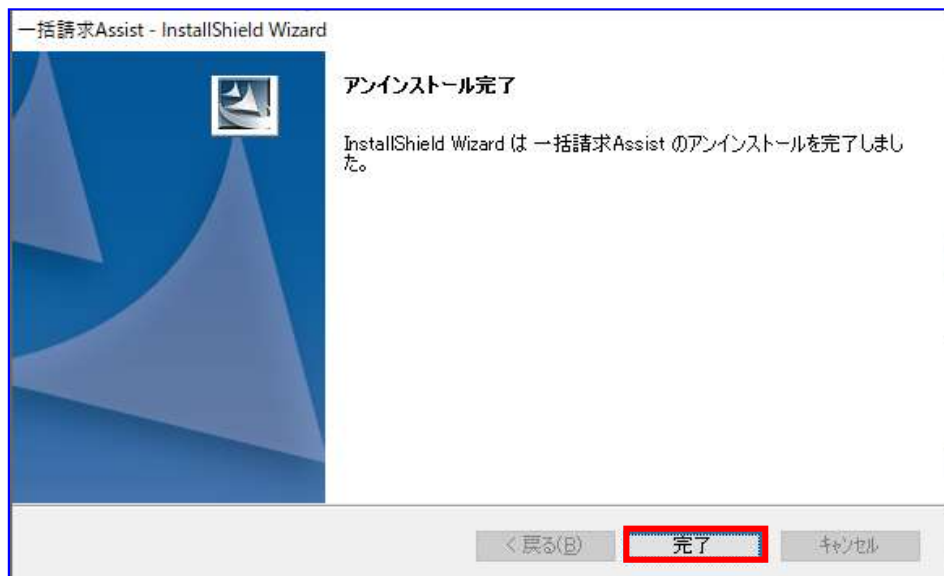 一括請求Assist - InstallShield Wizard
アンインストール完了
InstallShield Wizard は 一括請求Assist のアンインストールを完了しまし
た。
< 戻る(B)
完了
キャンセル